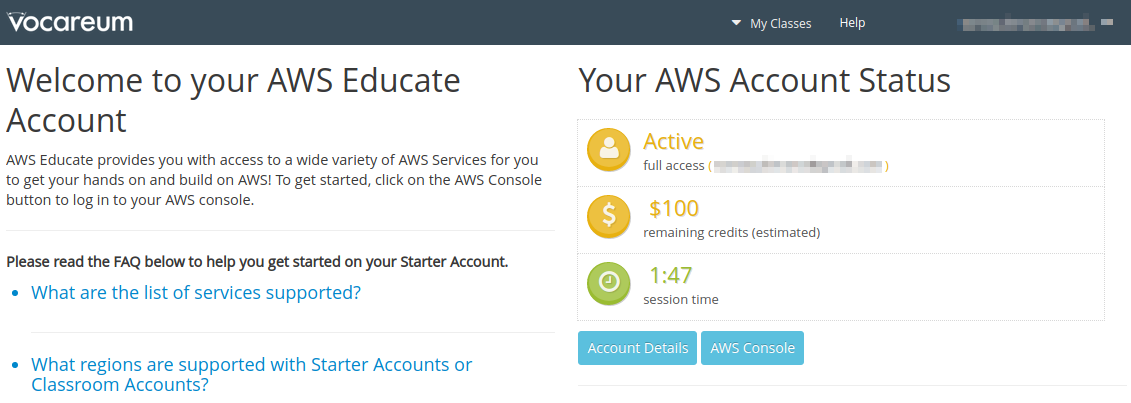 Vocareum
My Classes
Help
Welcome to your AWS Educate
Account
AWS Educate provides you with access to a wide variety of AWS Services for you
to get your hands on and build on AWS! To get started, click on the AWS Console
button to log in to your AWS console.
Please read the FAQ below to help you get started on your Starter Account.
• What are the list of services supported?
• What regions are supported with Starter Accounts or
Classroom Accounts?
Your AWS Account Status
Active
full access ( )
$100
remaining credits (estimated)
1:47
session time
Account Details
AWS Console